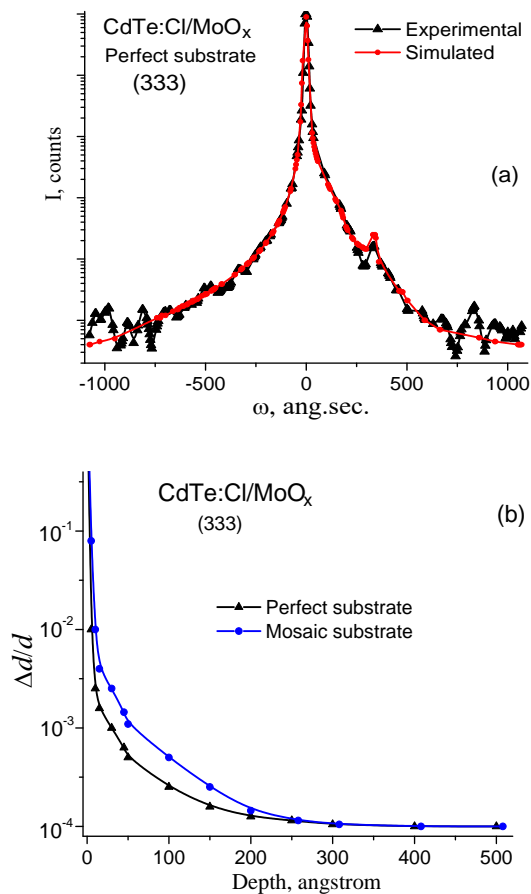 CdTe:Cl/MoOₓ
Perfect substrate
(333)
Experimental
Simulated
(a)
I, counts
-1000 -500 0 500 1000
ω, ang.sec.
CdTe:Cl/MoOₓ
(333)
(b)
Perfect substrate
Mosaic substrate
Δd/d
10⁻¹
10⁻²
10⁻³
10⁻⁴
0 100 200 300 400 500
Depth, angstrom